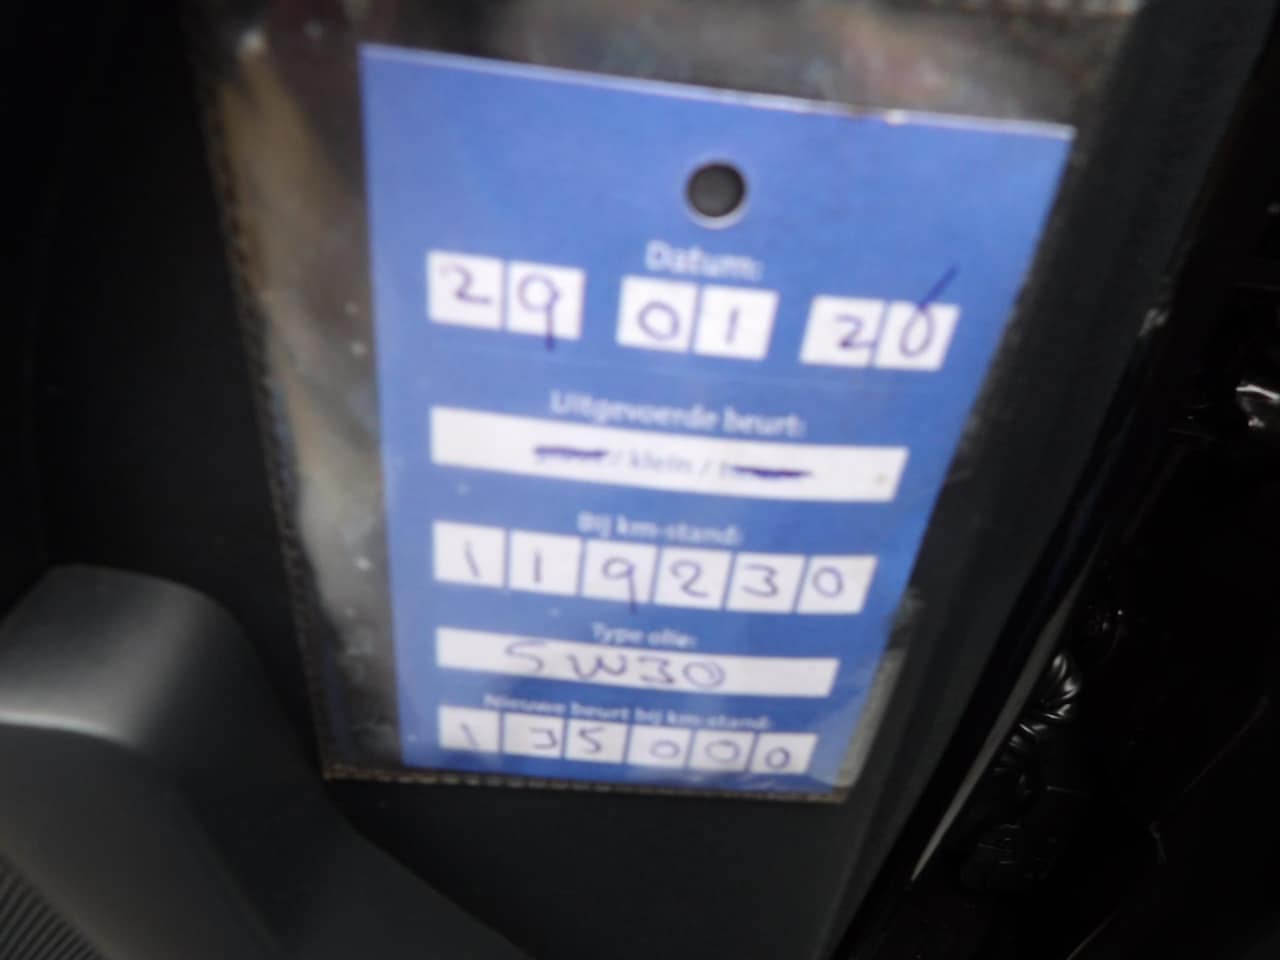 Datum:
29 01 20
Uitgevoerde beurt:
/ klein /
Bij km-stand:
119230
Type olie:
5W30
Nieuwe beurt bij km-stand:
135000